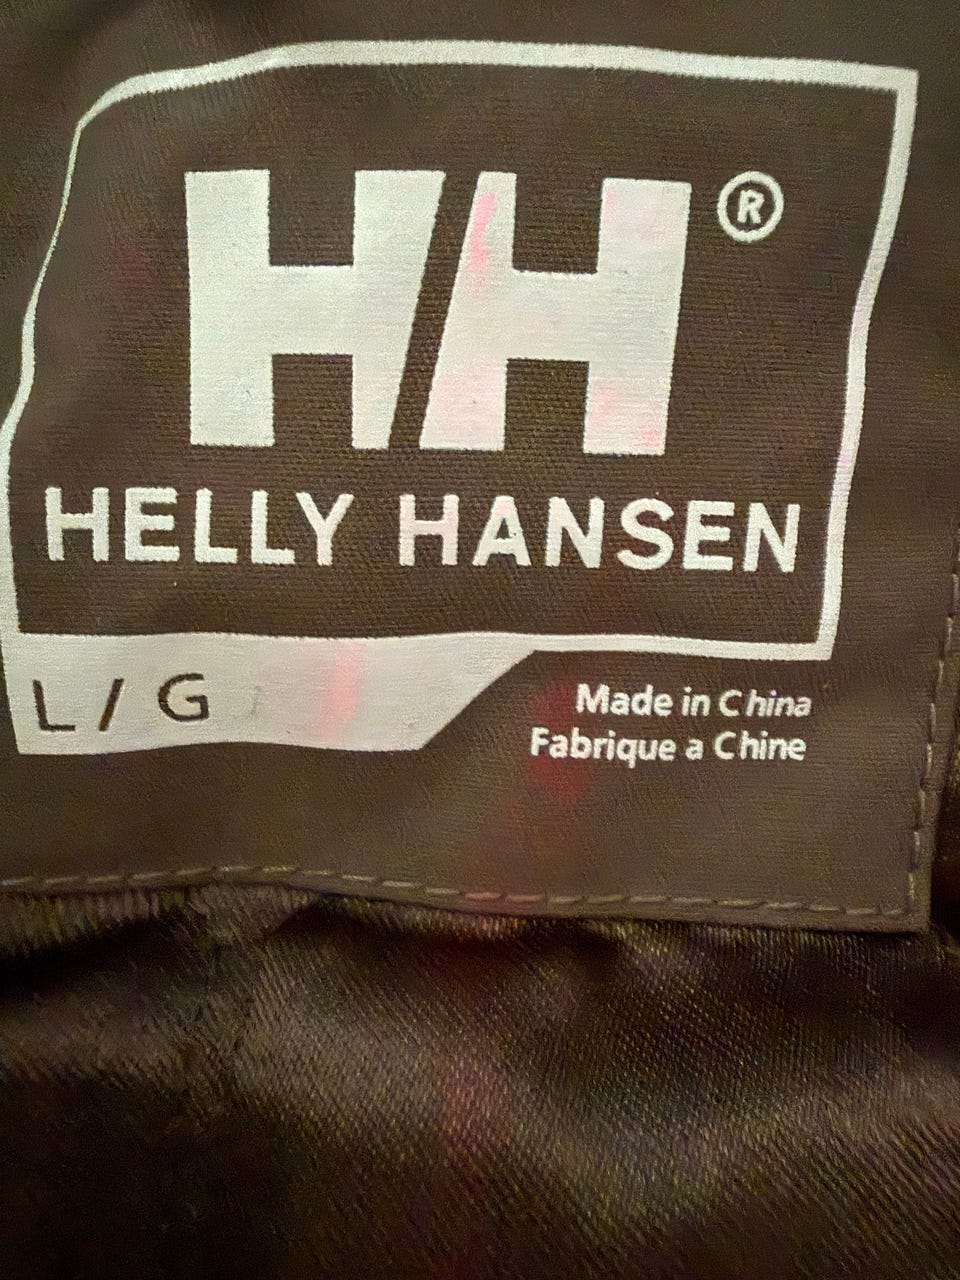 HH ®
HELLY HANSEN
L / G
Made in China
Fabrique a Chine